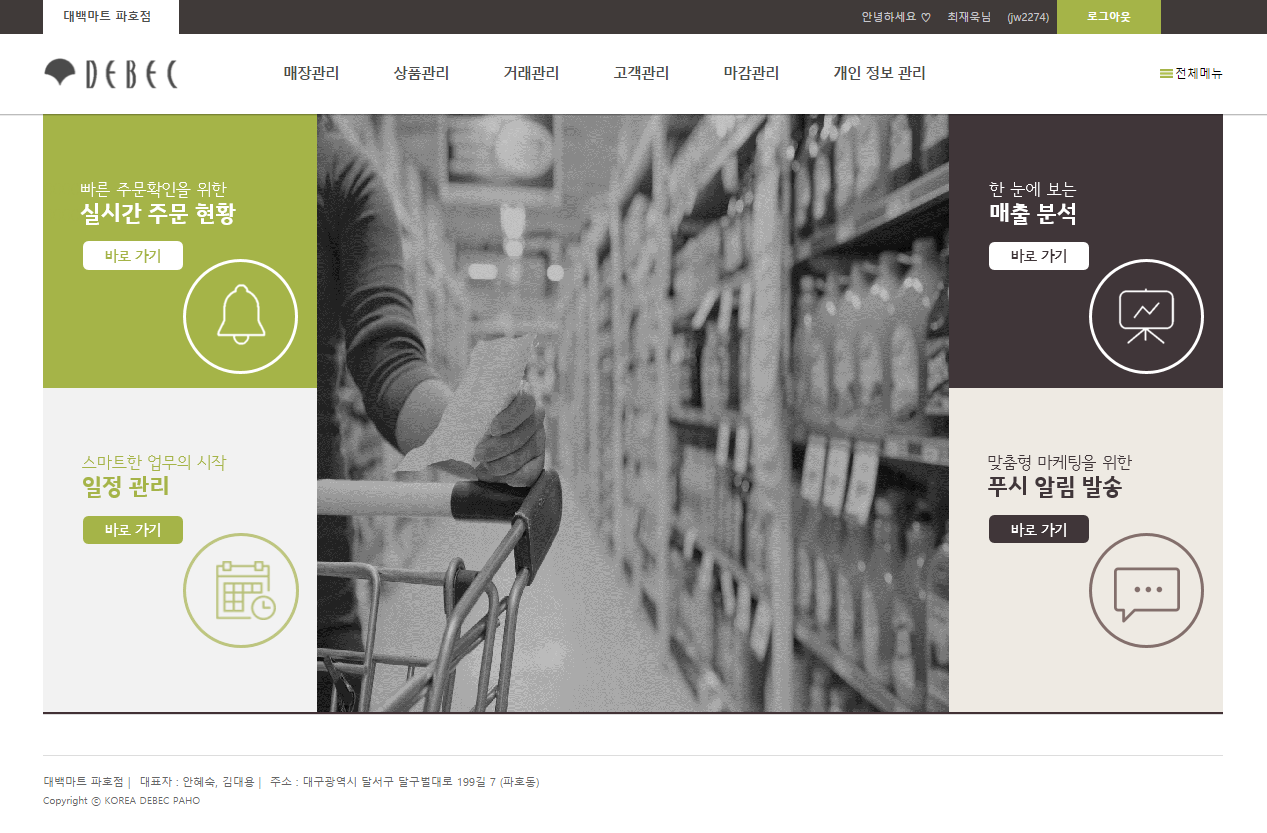 대백마트 파호점
안녕하세요 ♡ 최재욱님 (jw2274) 로그아웃
DEBEC
매장관리 상품관리 거래관리 고객관리 마감관리 개인 정보 관리
전체메뉴
빠른 주문확인을 위한
실시간 주문 현황
바로 가기
스마트한 업무의 시작
일정 관리
바로 가기
한 눈에 보는
매출 분석
바로 가기
맞춤형 마케팅을 위한
푸시 알림 발송
바로 가기
대백마트 파호점 | 대표자 : 안혜숙, 김대용 | 주소 : 대구광역시 달서구 달구벌대로 199길 7 (파호동)
Copyright ⓒ KOREA DEBEC PAHO